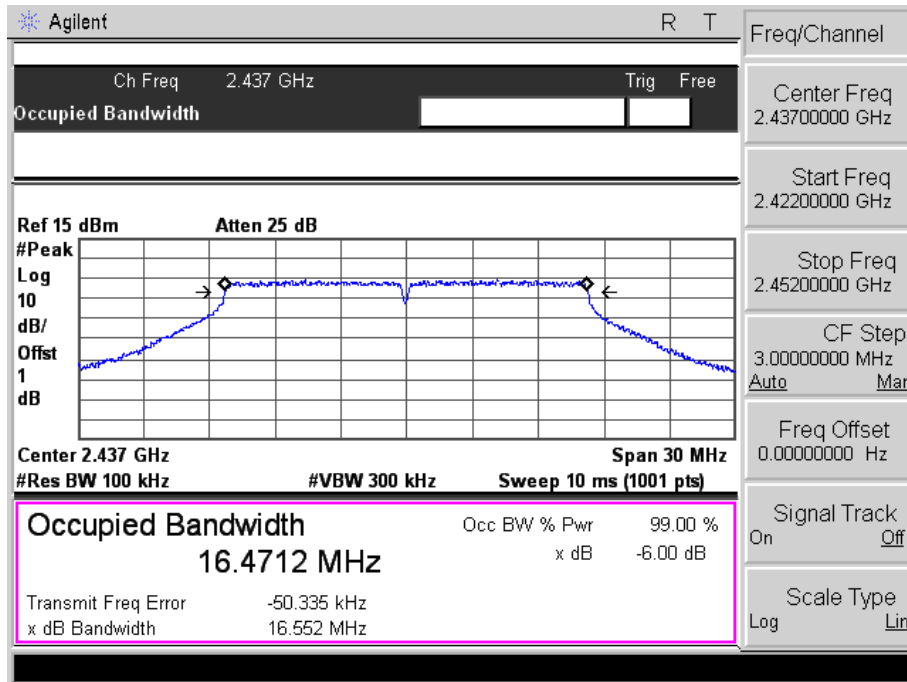 Agilent R T
Ch Freq 2.437 GHz Trig Free
Occupied Bandwidth
Ref 15 dBm Atten 25 dB
#Peak
Log
10
dB/
Offst
1
dB
Center 2.437 GHz Span 30 MHz
#Res BW 100 kHz #VBW 300 kHz Sweep 10 ms (1001 pts)
Occupied Bandwidth
16.4712 MHz
Occ BW % Pwr 99.00 %
x dB -6.00 dB
Transmit Freq Error -50.335 kHz
x dB Bandwidth 16.552 MHz
Freq/Channel
Center Freq
2.43700000 GHz
Start Freq
2.42200000 GHz
Stop Freq
2.45200000 GHz
CF Step
3.00000000 MHz
Auto Man
Freq Offset
0.00000000 Hz
Signal Track
On Off
Scale Type
Log Lin